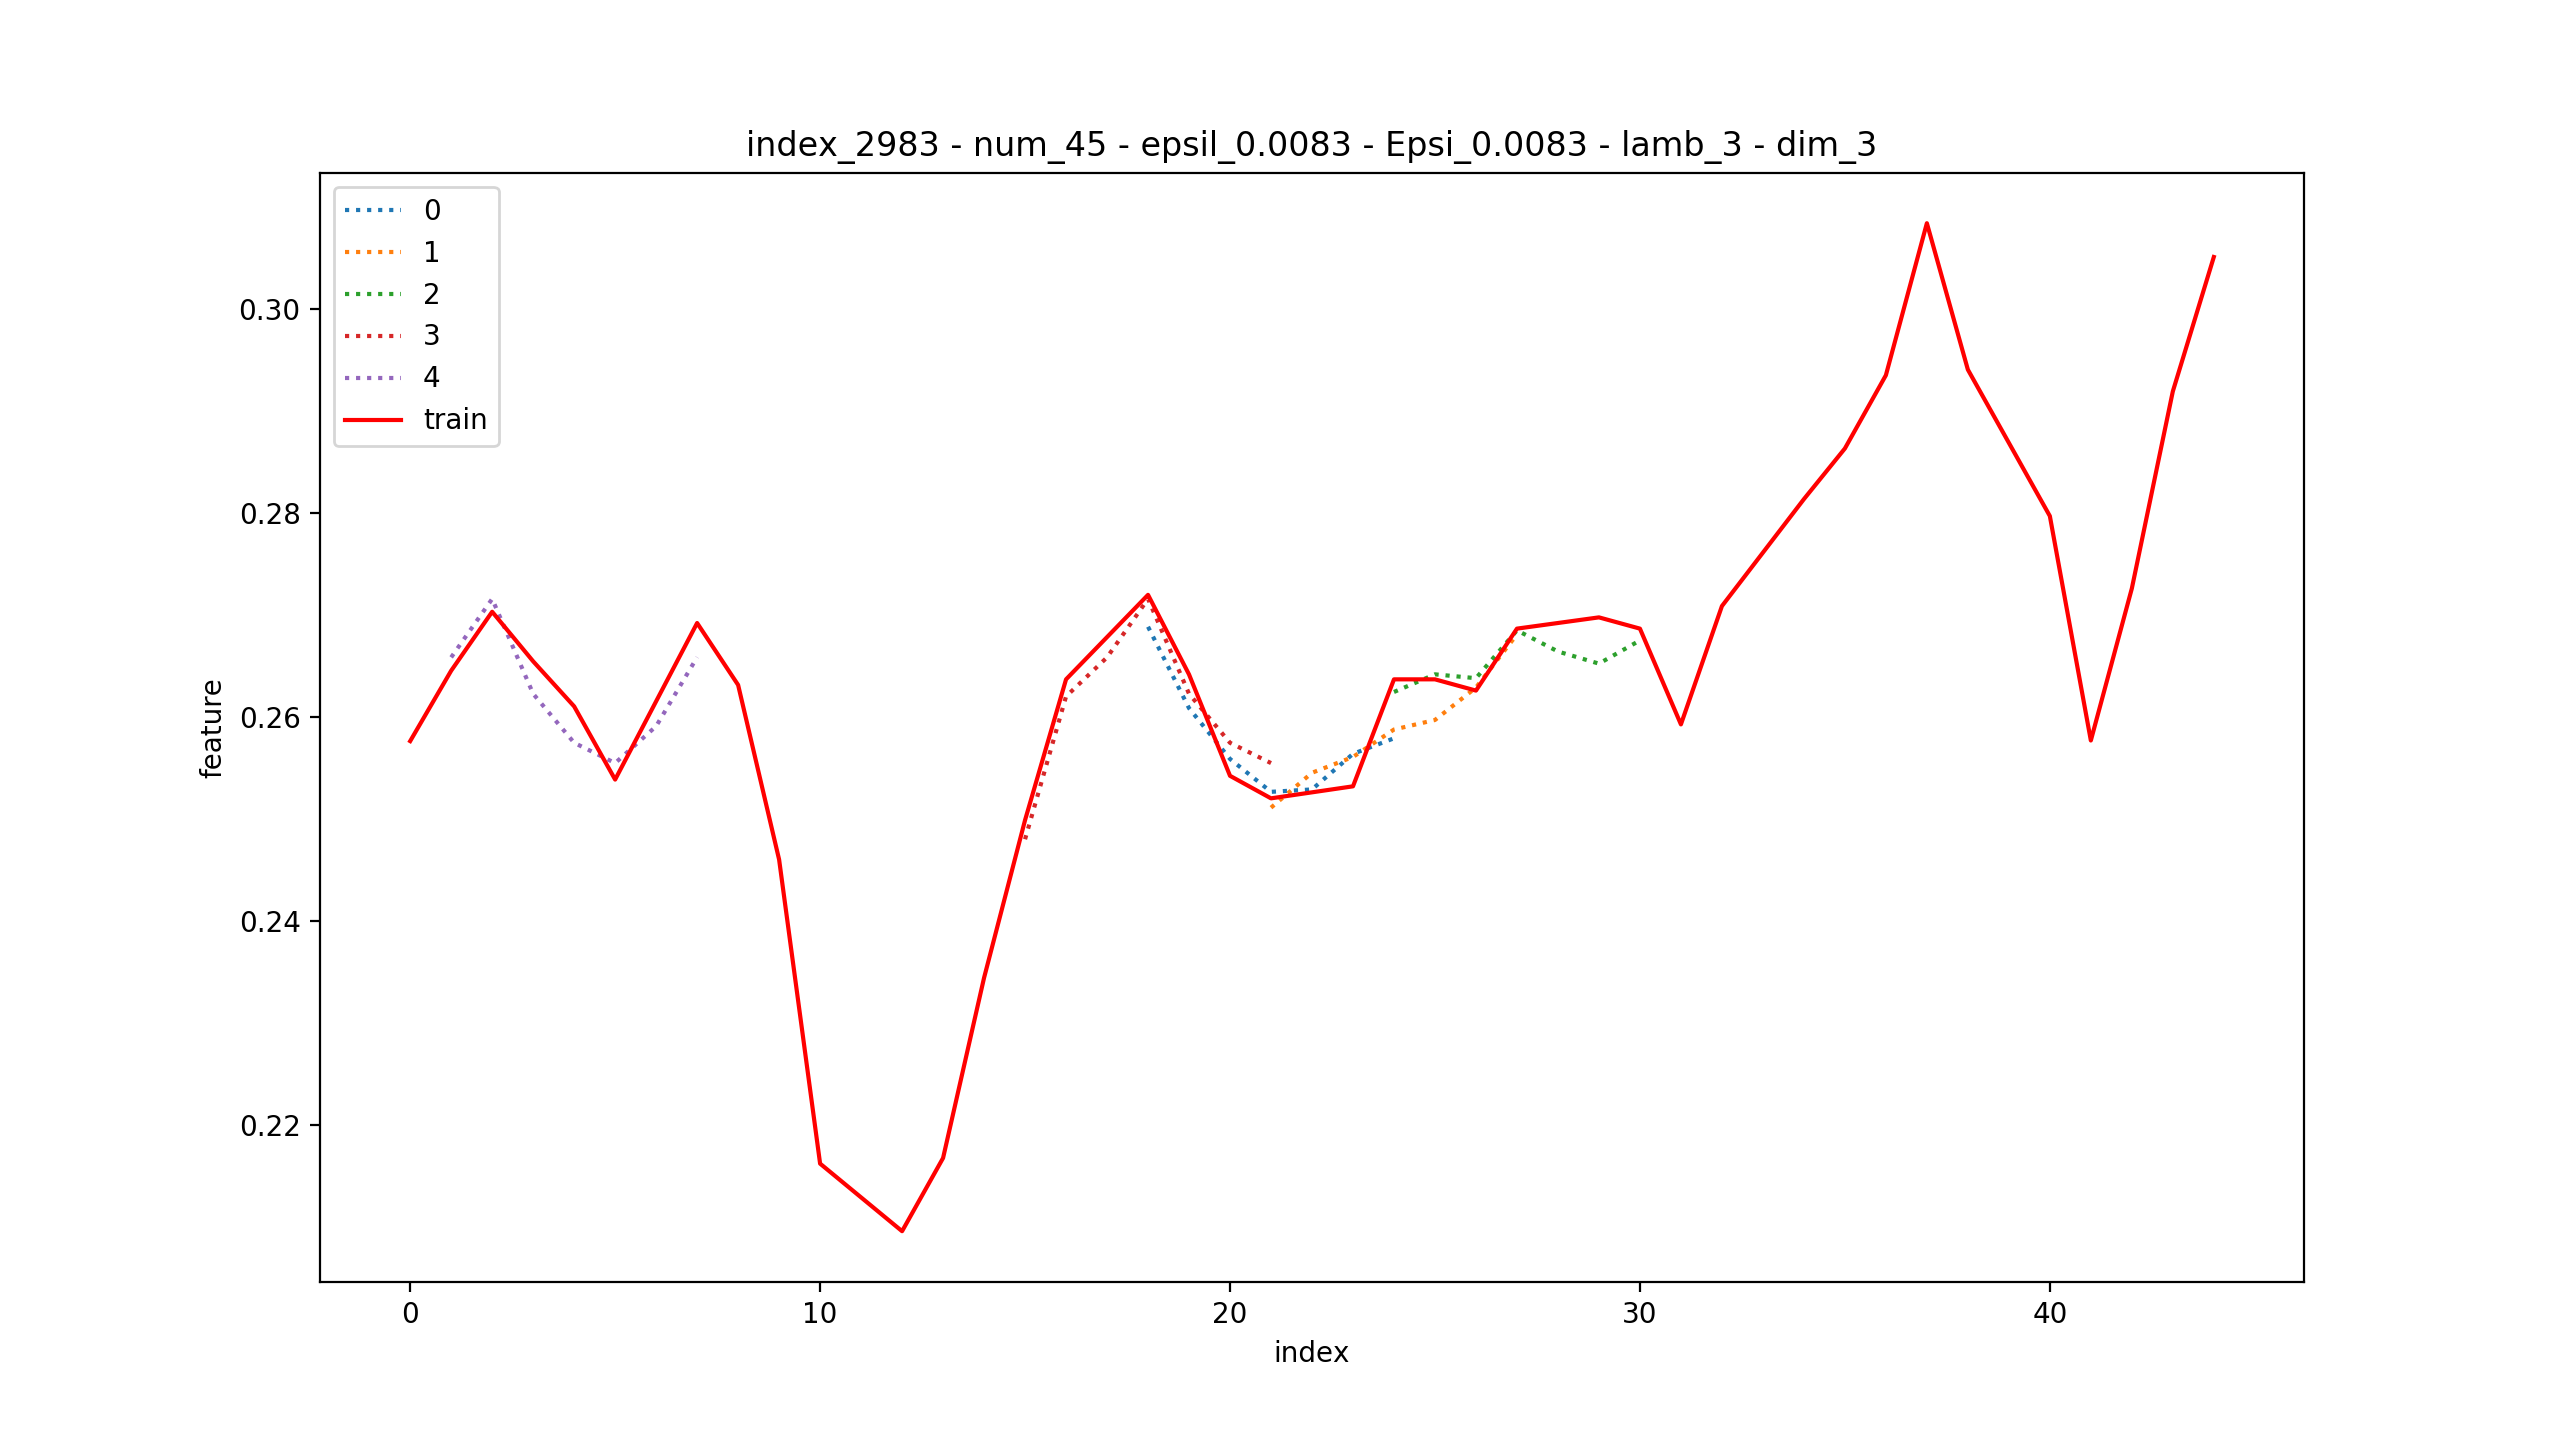 index_2983 - num_45 - epsil_0.0083 - Epsi_0.0083 - lamb_3 - dim_3
0
1
2
3
4
train
0.30
0.28
0.26
0.24
0.22
feature
0 10 20 30 40
index